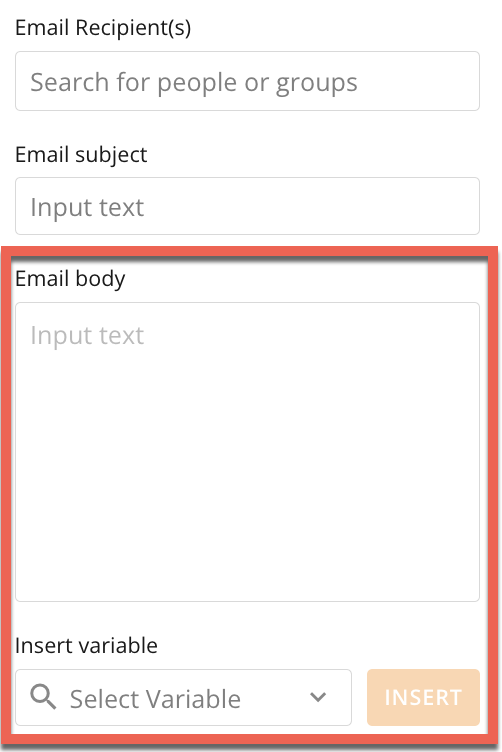 Email Recipient(s)
Search for people or groups
Email subject
Input text
Email body
Input text
Insert variable
Select Variable INSERT